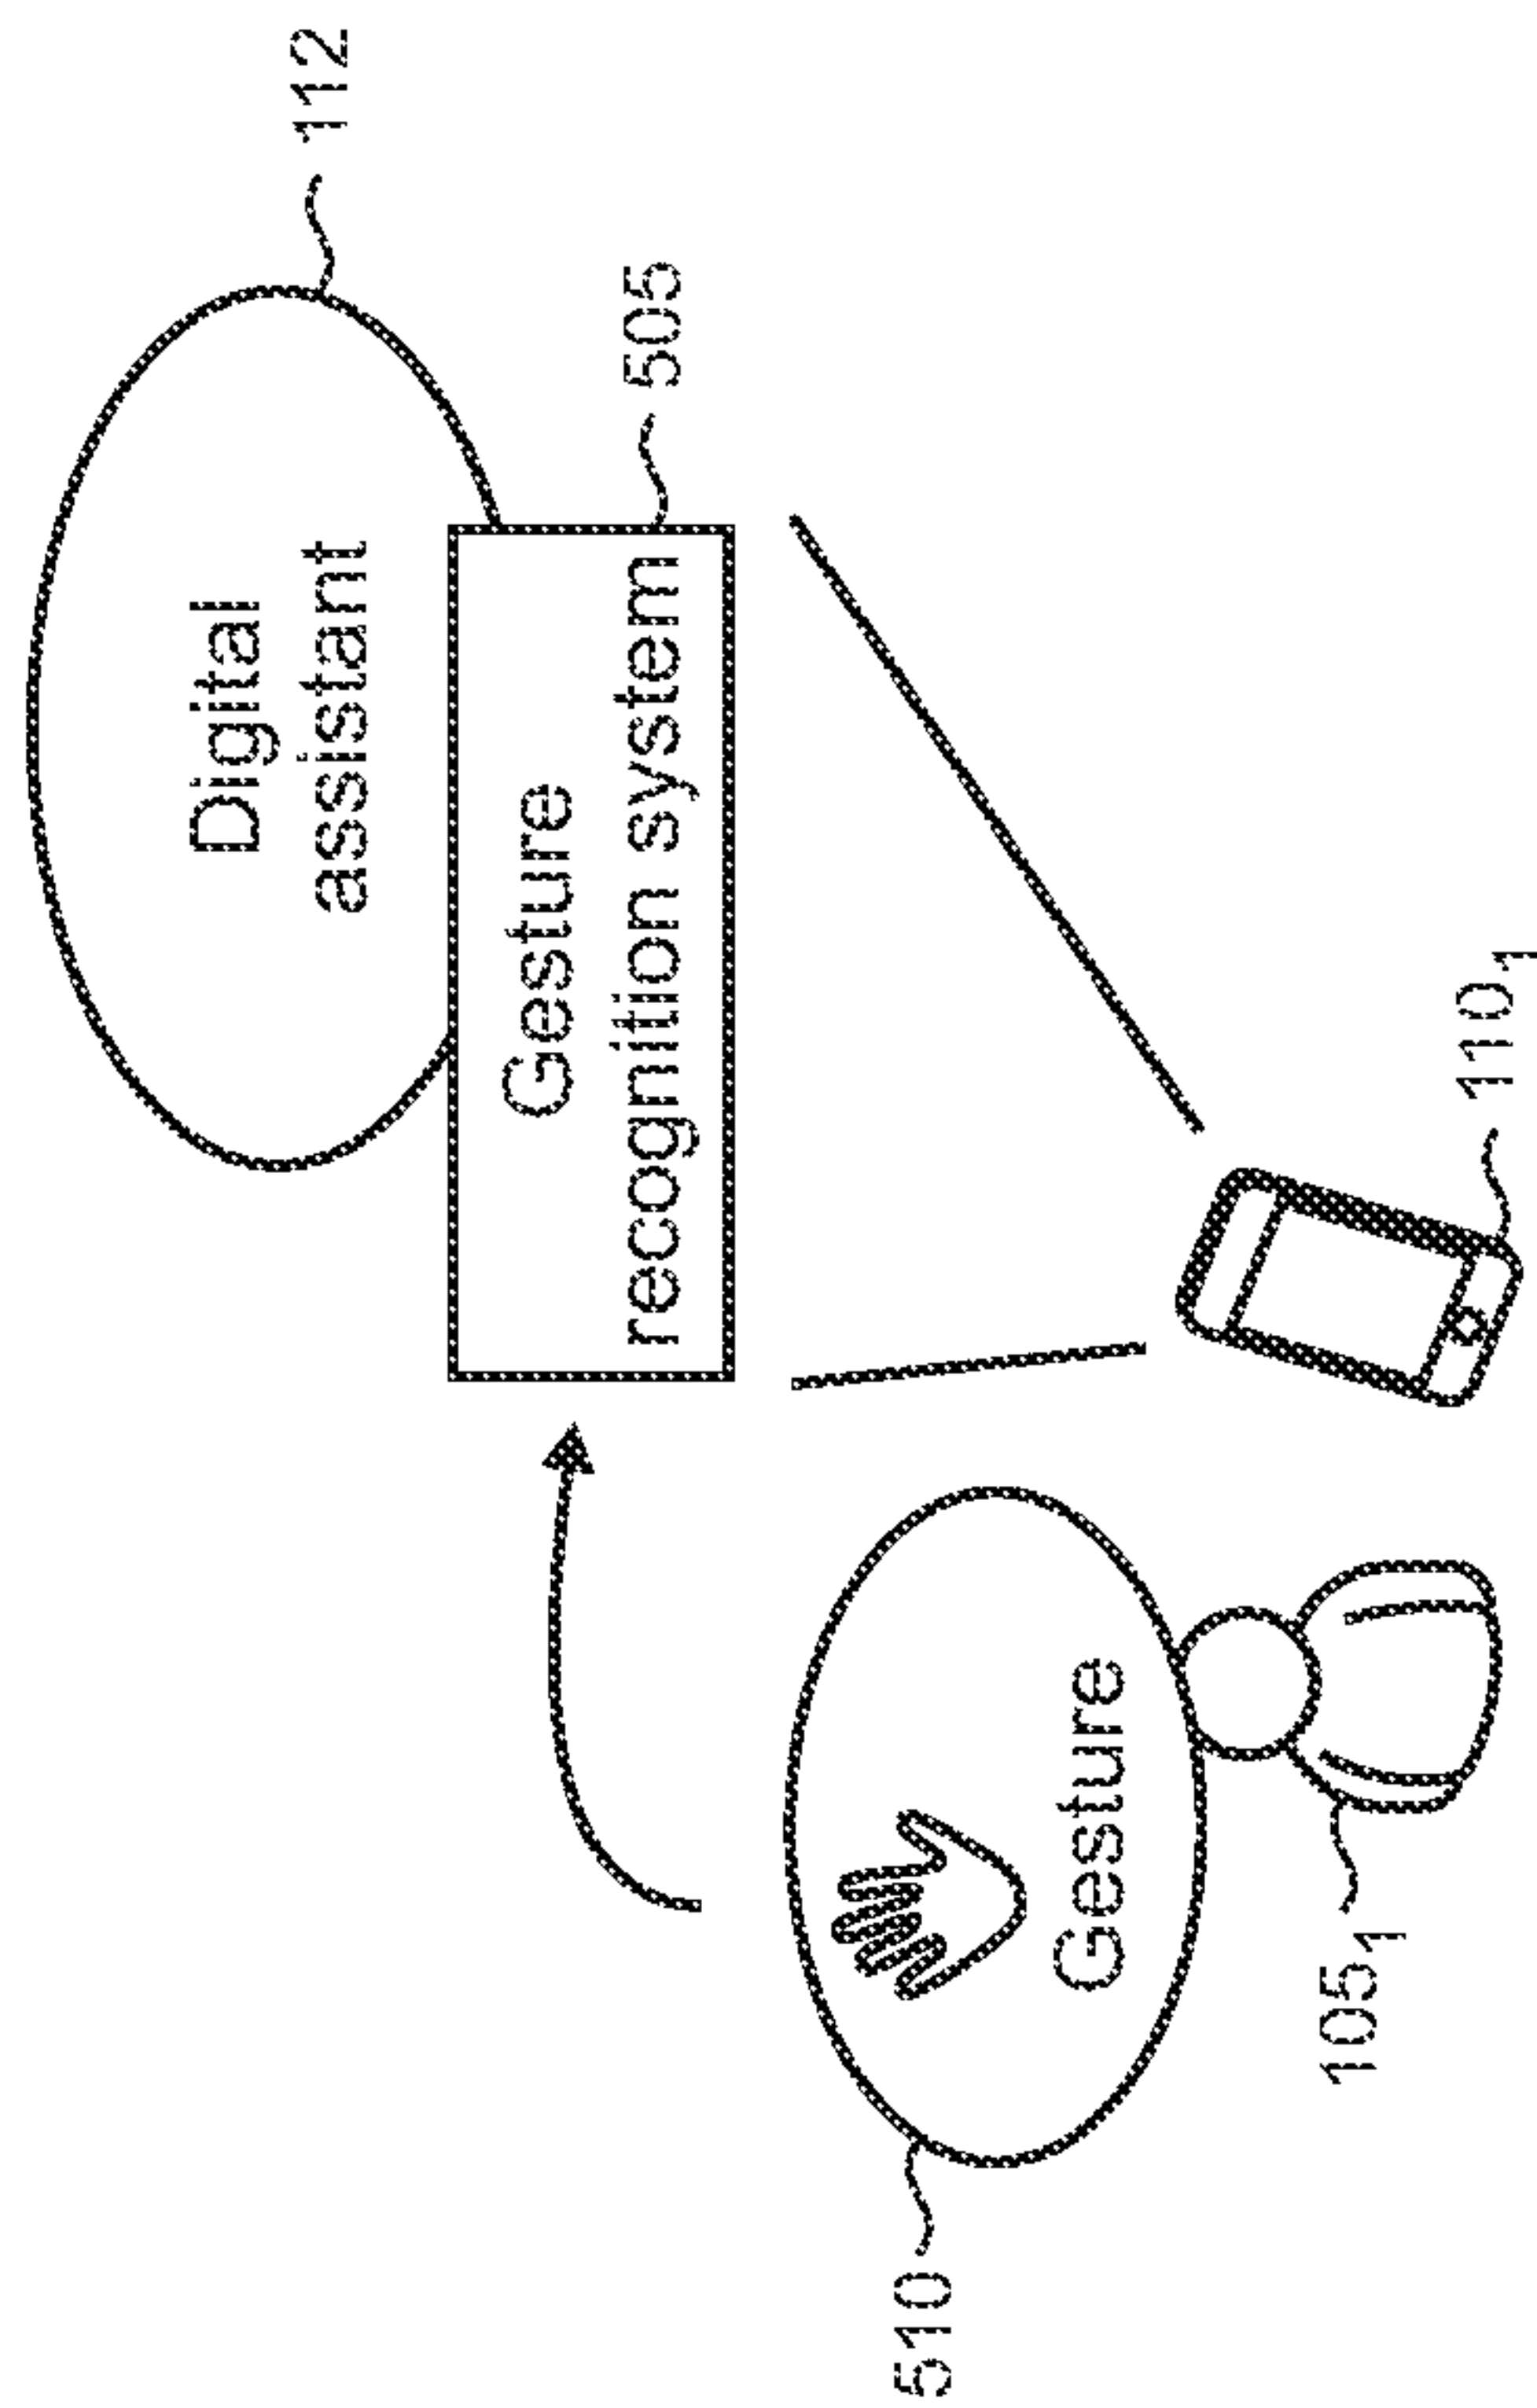 112
Digital
assistant
505
Gesture
recognition system
510
Gesture
105₁
110₁